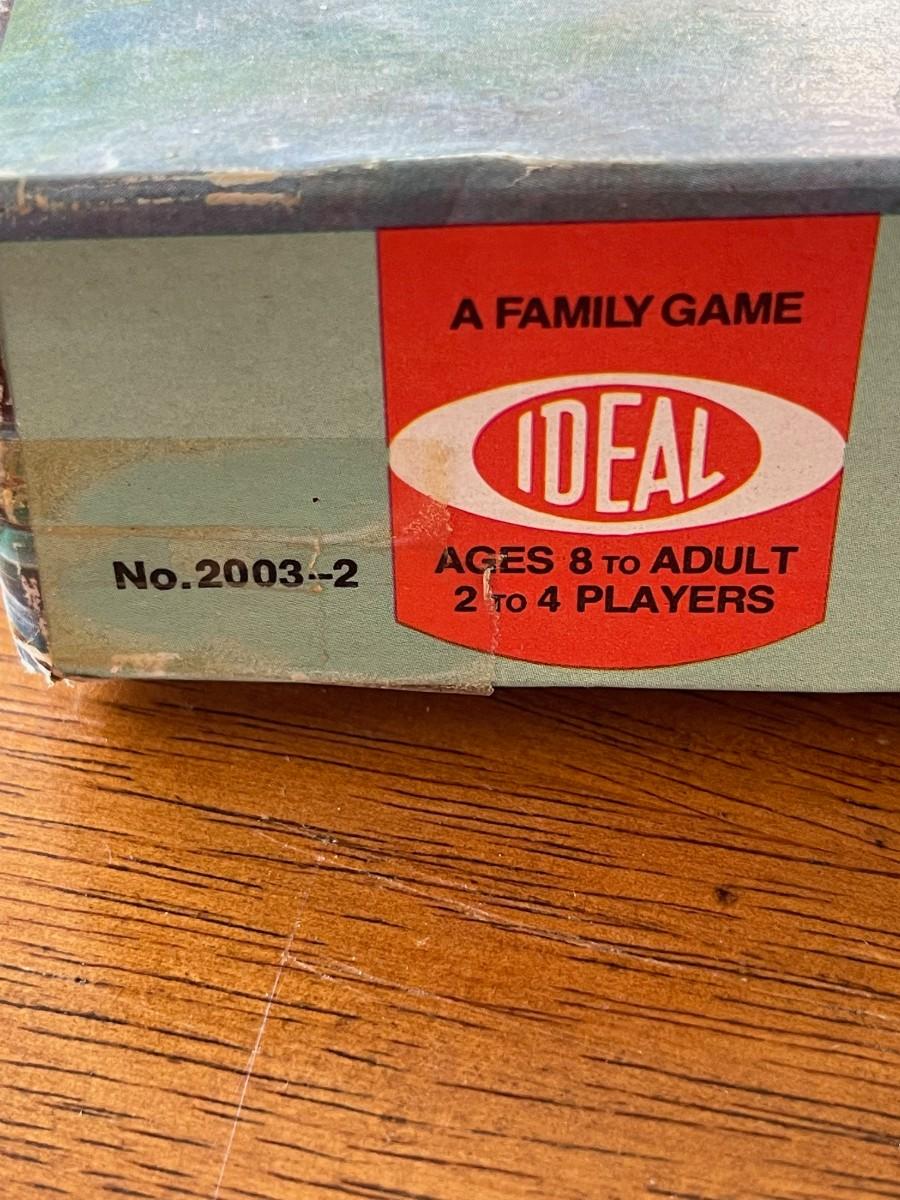 A FAMILY GAME
IDEAL
AGES 8 TO ADULT
2 TO 4 PLAYERS
No.2003-2